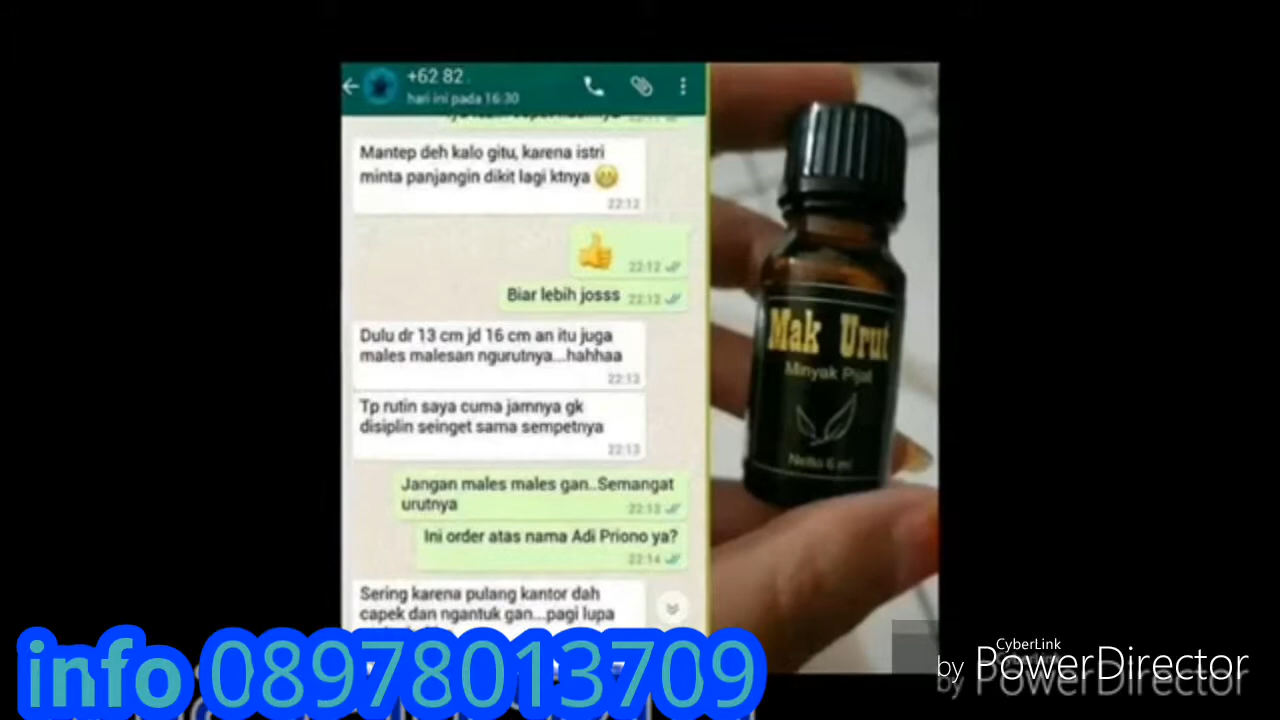 +62 82
hari ini pada 16:30
Mantep deh kalo gitu, karena istri
minta panjangin dikit lagi ktnya 😁
22:12
👍
22:12
Biar lebih josss 22:12
Dulu dr 13 cm jd 16 cm an itu juga
males malesan ngurutnya...hahhaa
22:13
Tp rutin saya cuma jamnya gk
disiplin seinget sama sempetnya
22:13
Jangan males males gan..Semangat
urutnya
22:13
Ini order atas nama Adi Priono ya?
22:14
Sering karena pulang kantor dah
capek dan ngantuk gan...pagi lupa
Mak Urut
Minyak Pijat
Netto 6 ml
info 08978013709
CyberLink
by PowerDirector